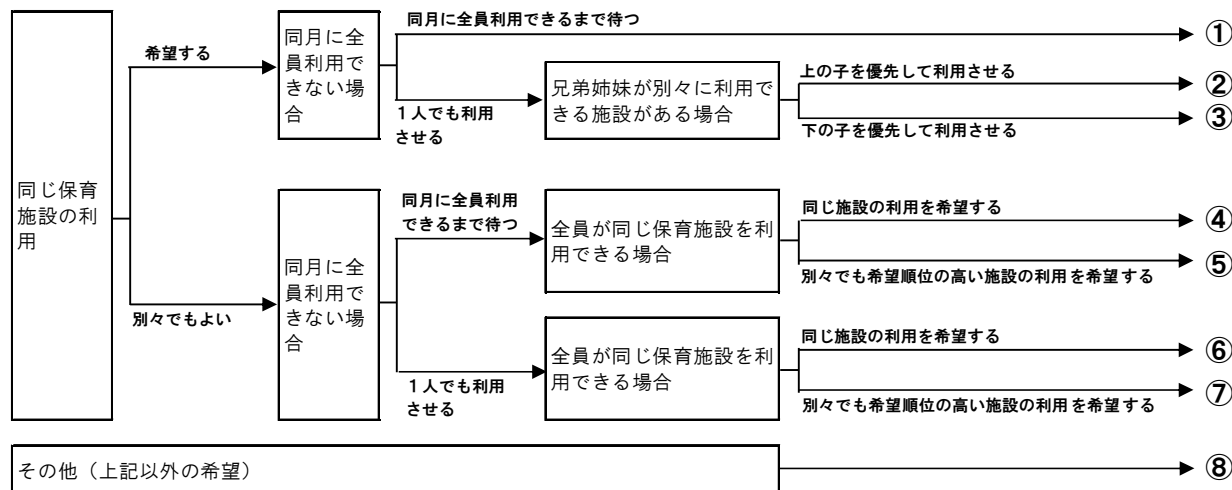 同じ保育
施設の利
用
希望する
同月に全
員利用で
きない場
合
同月に全員利用できるまで待つ
①
１人でも利用
させる
兄弟姉妹が別々に利用で
きる施設がある場合
上の子を優先して利用させる
②
下の子を優先して利用させる
③
別々でもよい
同月に全
員利用で
きない場
合
同月に全員利用
できるまで待つ
全員が同じ保育施設を利
用できる場合
同じ施設の利用を希望する
④
別々でも希望順位の高い施設の利用を希望する
⑤
１人でも利用
させる
全員が同じ保育施設を利
用できる場合
同じ施設の利用を希望する
⑥
別々でも希望順位の高い施設の利用を希望する
⑦
その他（上記以外の希望）
⑧